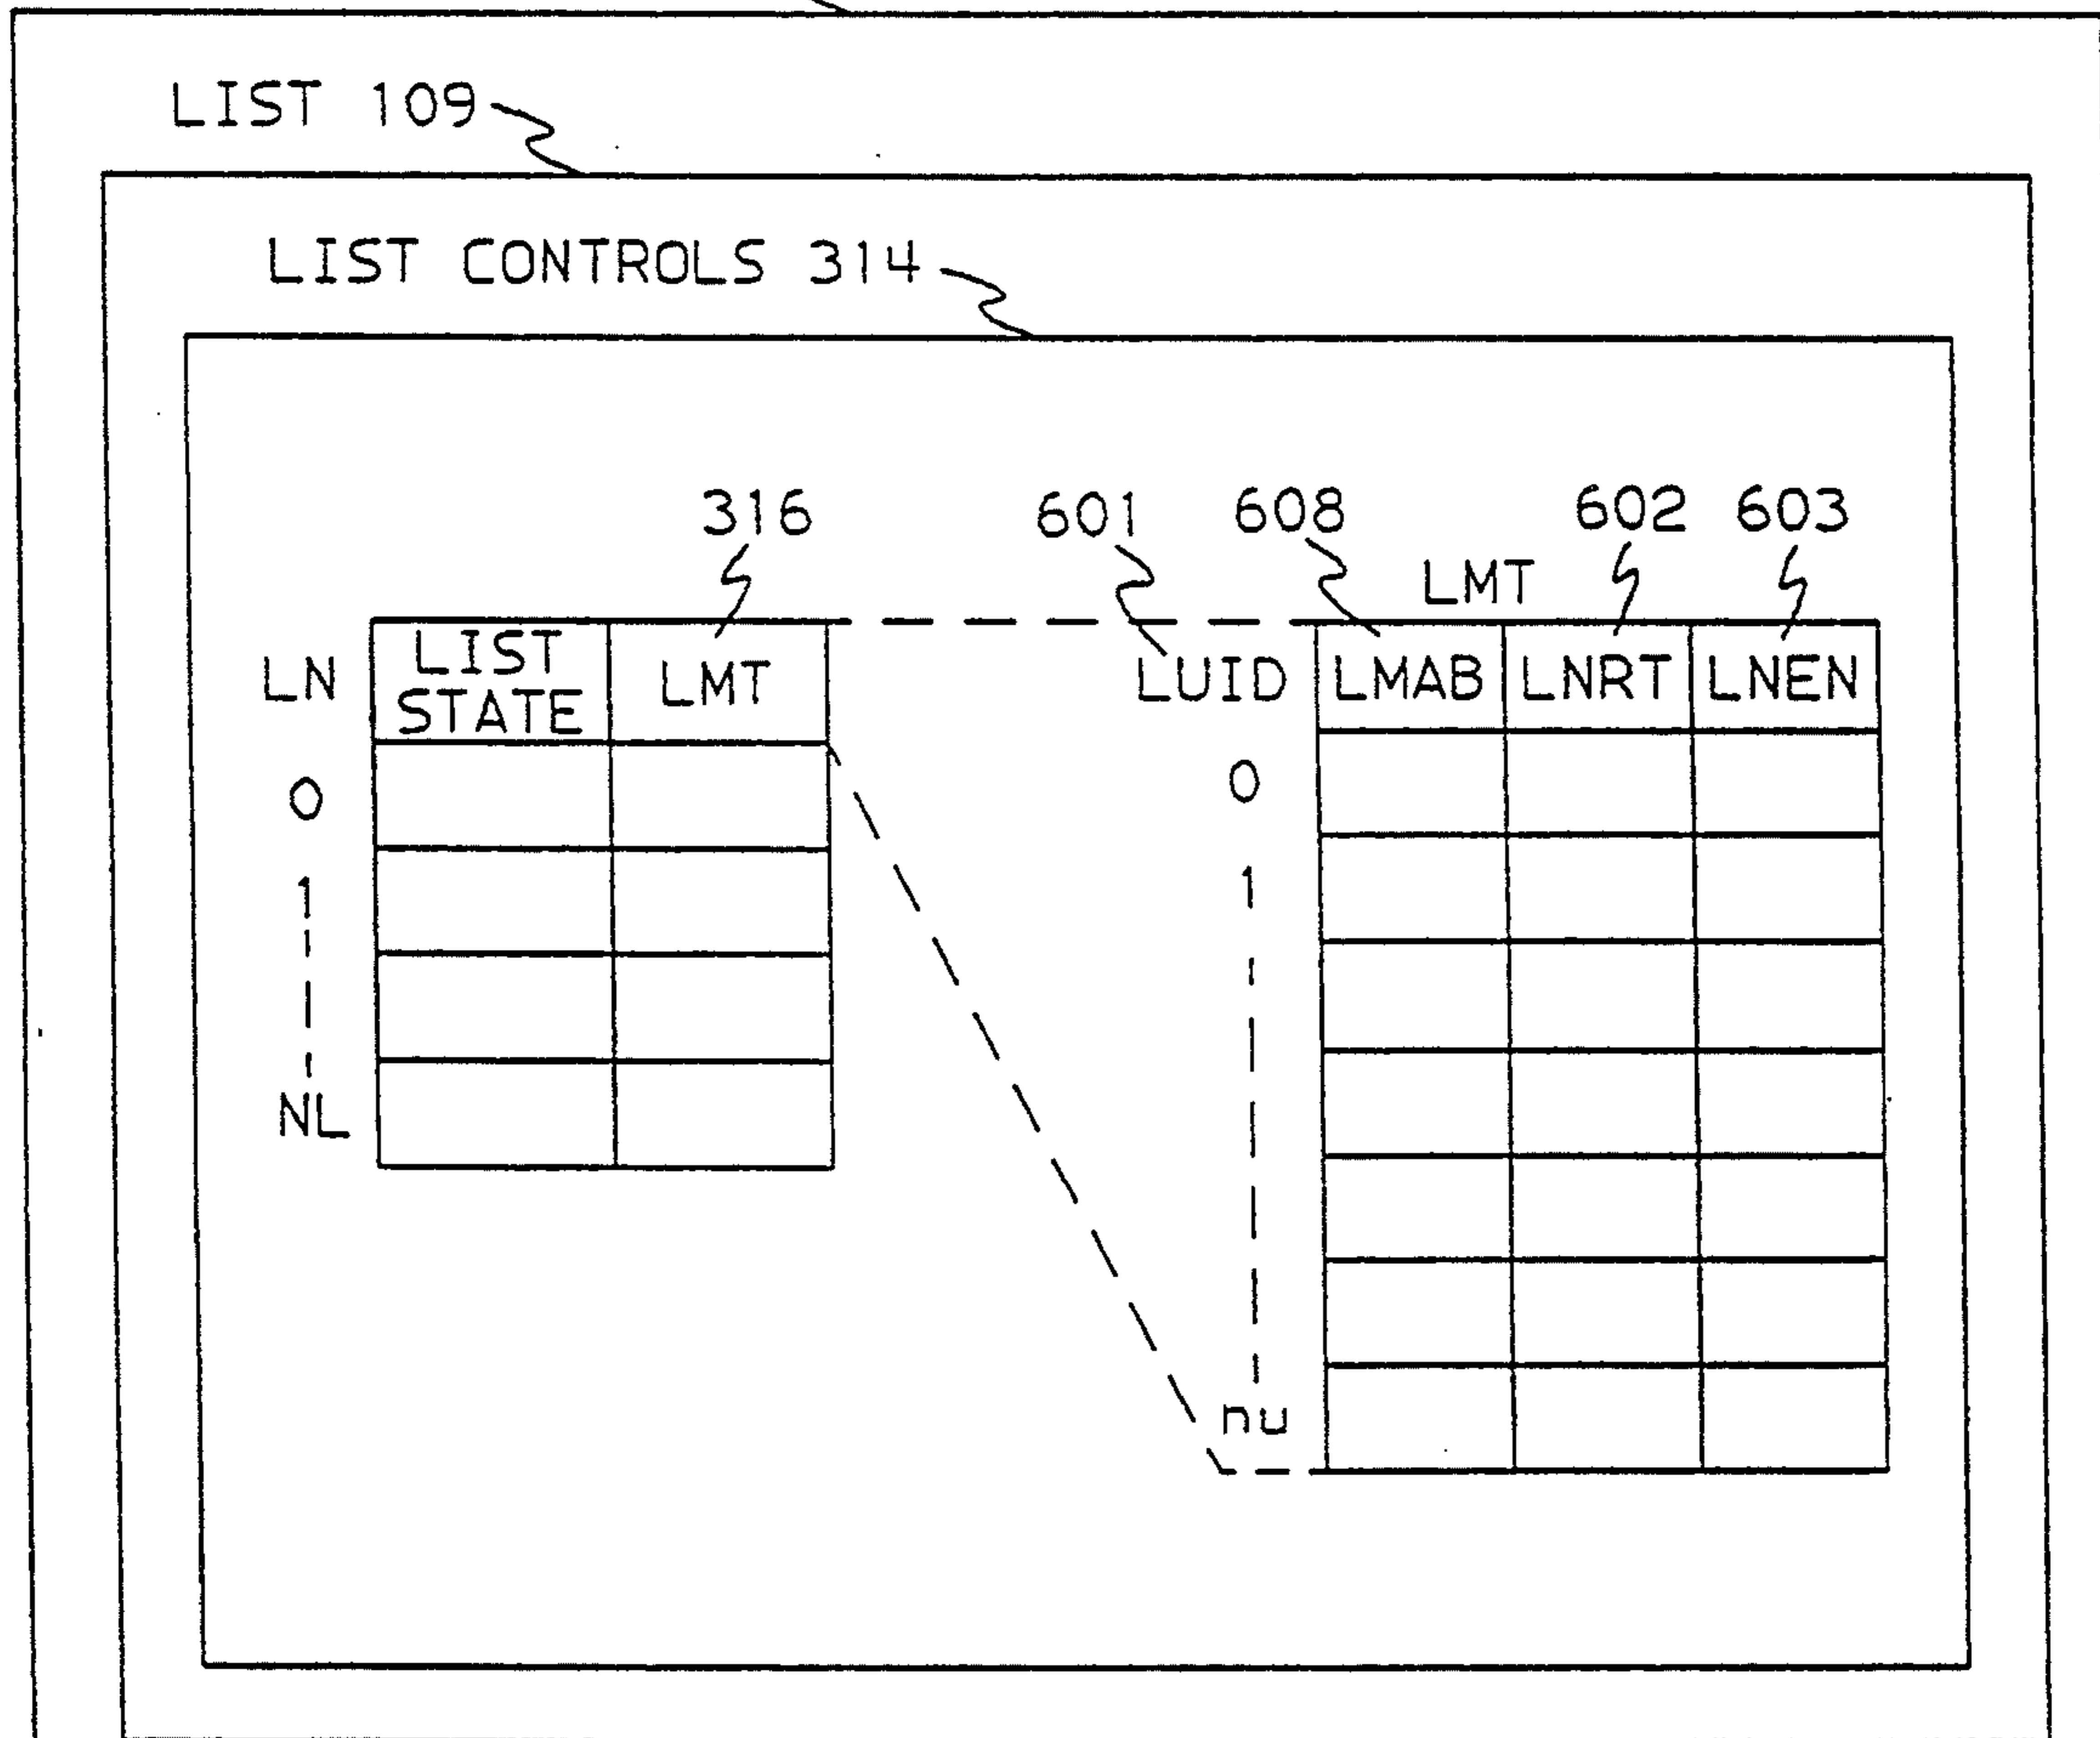 LIST 109
LIST CONTROLS 314
316 601 608 602 603
LMT
LN LIST STATE LMT LUID LMAB LNRT LNEN
0 0
1 1
NL
nu